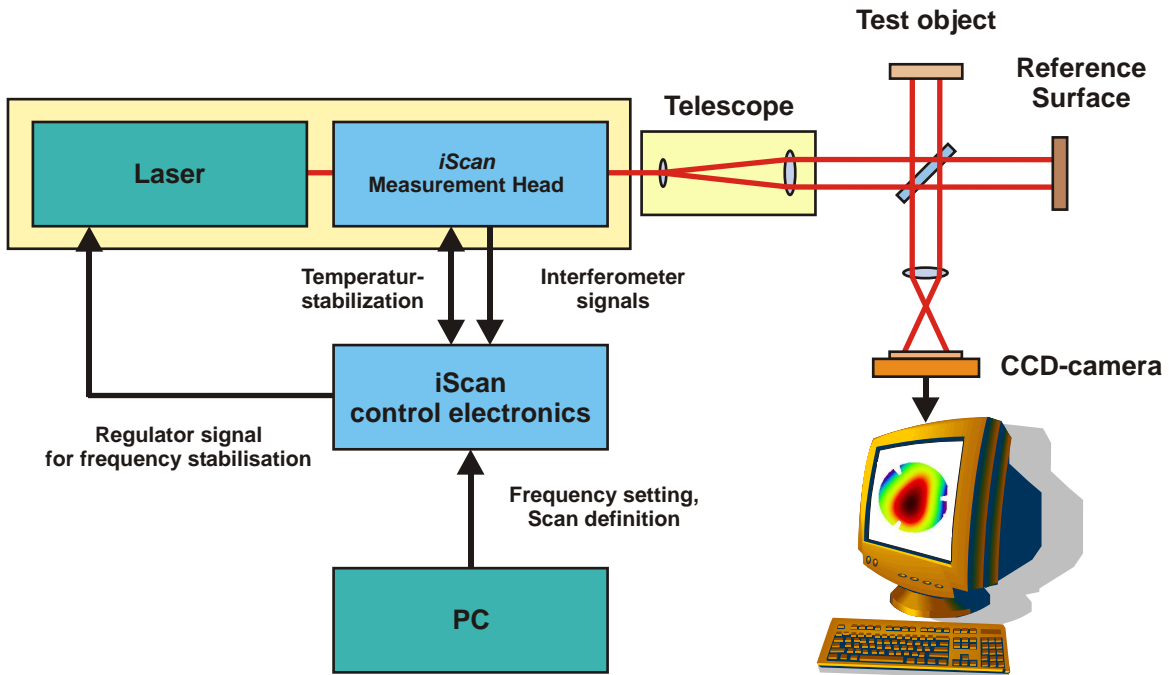 Test object
Reference
Surface
Telescope
Laser
iScan
Measurement Head
Temperatur-
stabilization
Interferometer
signals
iScan
control electronics
CCD-camera
Regulator signal
for frequency stabilisation
Frequency setting,
Scan definition
PC